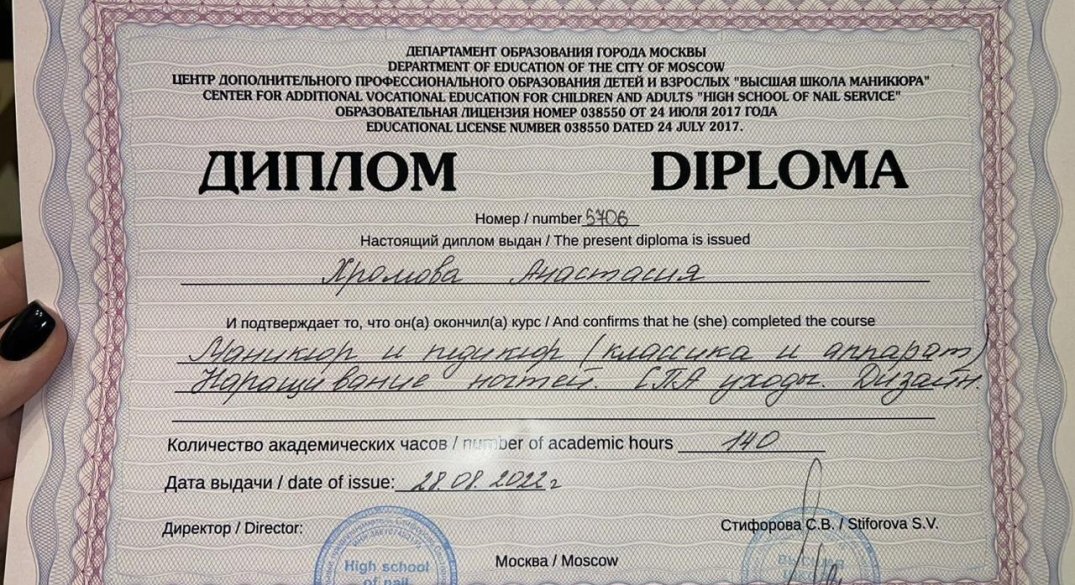 ДЕПАРТАМЕНТ ОБРАЗОВАНИЯ ГОРОДА МОСКВЫ
DEPARTMENT OF EDUCATION OF THE CITY OF MOSCOW
ЦЕНТР ДОПОЛНИТЕЛЬНОГО ПРОФЕССИОНАЛЬНОГО ОБРАЗОВАНИЯ ДЕТЕЙ И ВЗРОСЛЫХ "ВЫСШАЯ ШКОЛА МАНИКЮРА"
CENTER FOR ADDITIONAL VOCATIONAL EDUCATION FOR CHILDREN AND ADULTS "HIGH SCHOOL OF NAIL SERVICE"
ОБРАЗОВАТЕЛЬНАЯ ЛИЦЕНЗИЯ НОМЕР 038550 ОТ 24 ИЮЛЯ 2017 ГОДА
EDUCATIONAL LICENSE NUMBER 038550 DATED 24 JULY 2017.
ДИПЛОМ DIPLOMA
Номер / number 5706
Настоящий диплом выдан / The present diploma is issued
Хромова Анастасия
И подтверждает то, что он(а) окончил(а) курс / And confirms that he (she) completed the course
Маникюр и педикюр (классика и аппарат)
Наращивание ногтей. СПА уходы. Дизайн.
Количество академических часов / number of academic hours 140
Дата выдачи / date of issue: 28.08.2022г
Директор / Director: Стифорова С.В. / Stiforova S.V.
Москва / Moscow
High school
of nail
ВЫСШАЯ